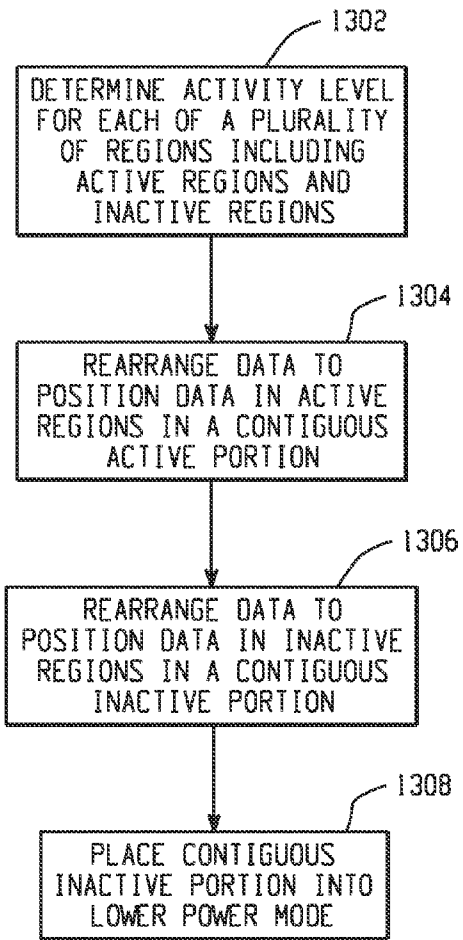 1302
DETERMINE ACTIVITY LEVEL
FOR EACH OF A PLURALITY
OF REGIONS INCLUDING
ACTIVE REGIONS AND
INACTIVE REGIONS
1304
REARRANGE DATA TO
POSITION DATA IN ACTIVE
REGIONS IN A CONTIGUOUS
ACTIVE PORTION
1306
REARRANGE DATA TO
POSITION DATA IN INACTIVE
REGIONS IN A CONTIGUOUS
INACTIVE PORTION
1308
PLACE CONTIGUOUS
INACTIVE PORTION INTO
LOWER POWER MODE